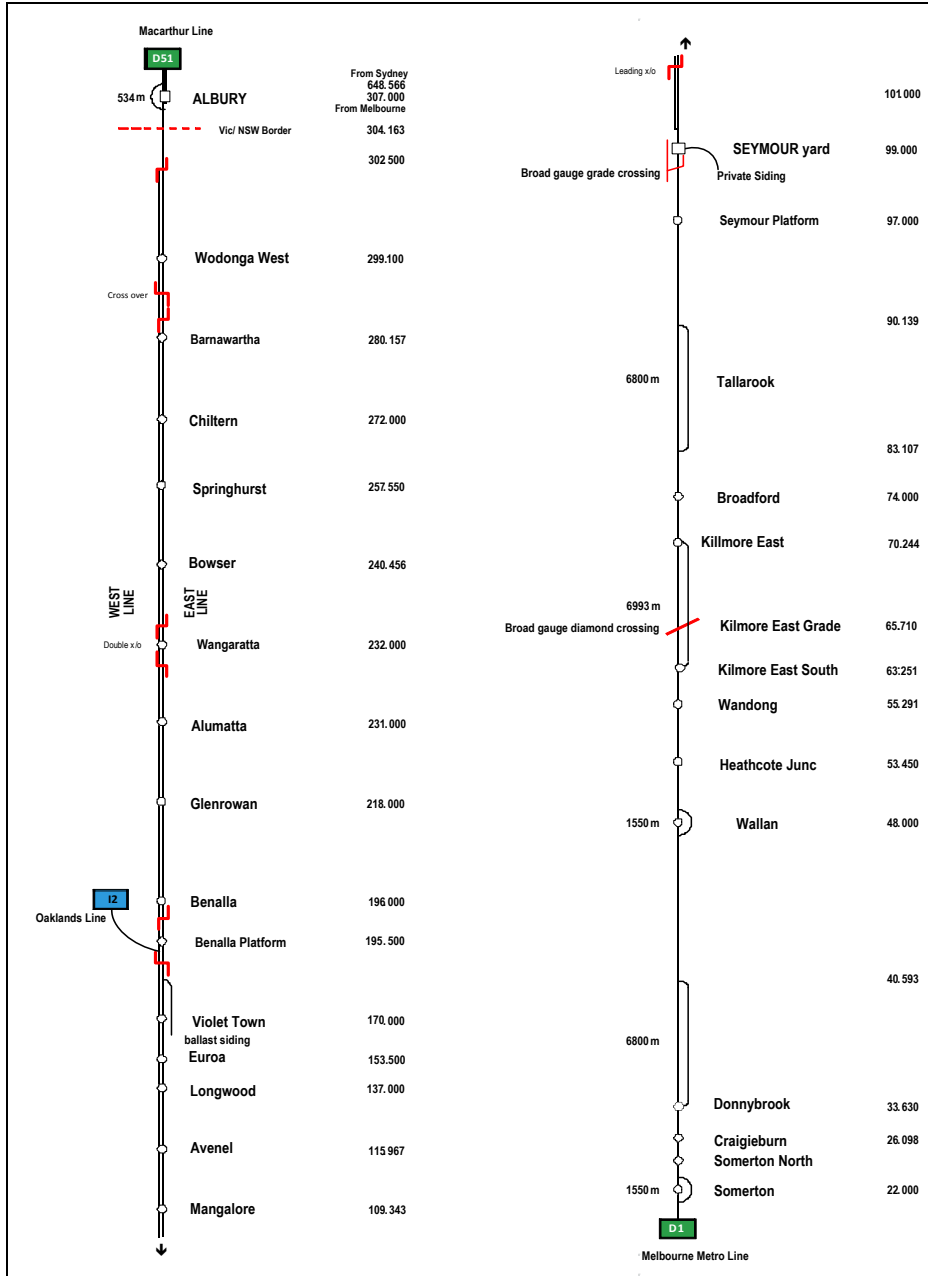 Macarthur Line
D51
From Sydney
648.566
534 m
ALBURY
307.000
From Melbourne
Vic/ NSW Border
304.163
302 500
Wodonga West
299.100
Cross over
Barnawartha
280.157
Chiltern
272.000
Springhurst
257.550
Bowser
240.456
WEST LINE
EAST LINE
Double x/o
Wangaratta
232.000
Alumatta
231.000
Glenrowan
218.000
Benalla
196 000
I2
Oaklands Line
Benalla Platform
195.500
Violet Town
170.000
ballast siding
Euroa
153.500
Longwood
137.000
Avenel
115 967
Mangalore
109.343
Leading x/o
101 000
SEYMOUR yard
99.000
Broad gauge grade crossing
Private Siding
Seymour Platform
97.000
90.139
6800 m
Tallarook
83.107
Broadford
74.000
Killmore East
70.244
6993 m
Broad gauge diamond crossing
Kilmore East Grade
65.710
Kilmore East South
63:251
Wandong
55.291
Heathcote Junc
53.450
1550 m
Wallan
48.000
40.593
6800 m
Donnybrook
33.630
Craigieburn
26.098
Somerton North
1550 m
Somerton
22.000
D1
Melbourne Metro Line